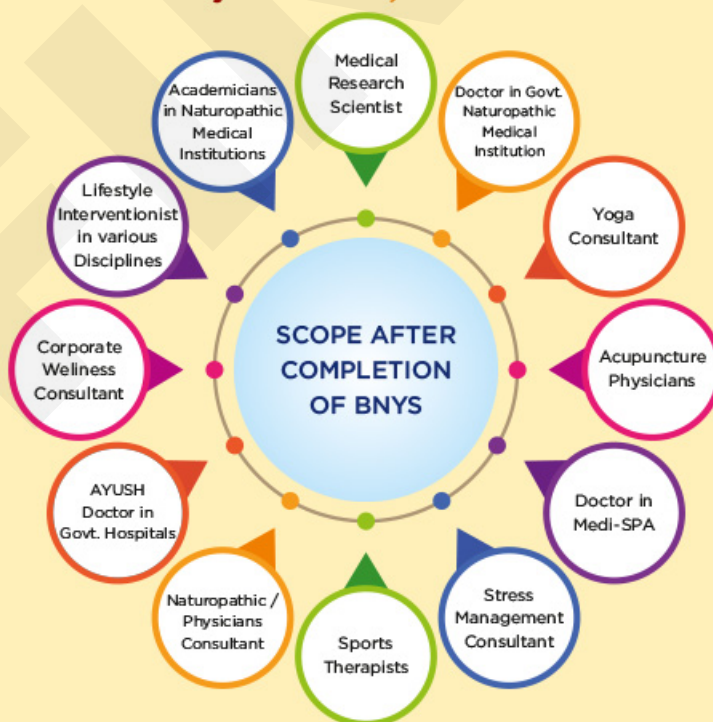 Medical
Research
Scientist
Doctor in Govt.
Naturopathic
Medical
Institution
Yoga
Consultant
Acupuncture
Physicians
Doctor in
Medi-SPA
Stress
Management
Consultant
Sports
Therapists
Naturopathic /
Physicians
Consultant
AYUSH
Doctor in
Govt. Hospitals
Corporate
Weliness
Consultant
Lifestyle
Interventionist
in various
Disciplines
Academicians
in Naturopathic
Medical
Institutions
SCOPE AFTER
COMPLETION
OF BNYS